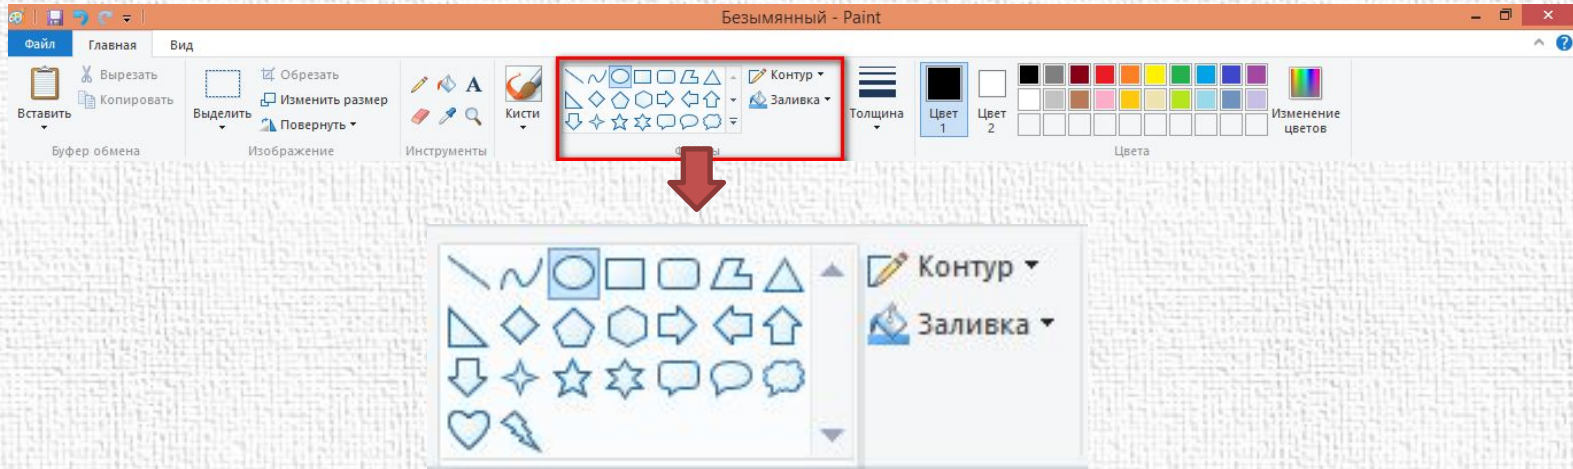 Безымянный - Paint
Файл Главная Вид
Вставить
Вырезать
Копировать
Буфер обмена
Выделить
Обрезать
Изменить размер
Повернуть
Изображение
A
Инструменты
Кисти
Контур
Заливка
Толщина
Цвет 1
Цвет 2
Изменение цветов
Цвета
Контур
Заливка